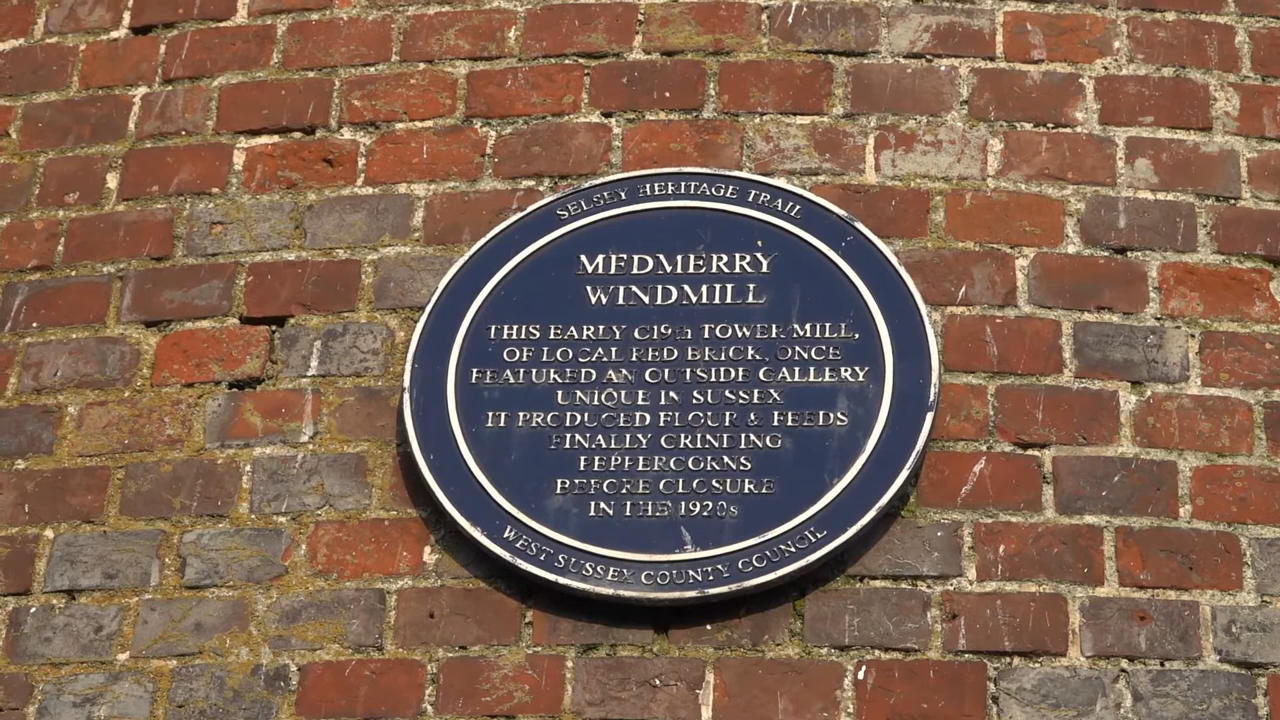 SELSEY HERITAGE TRAIL
MEDMERRY
WINDMILL
THIS EARLY C19th TOWER MILL,
OF LOCAL RED BRICK, ONCE
FEATURED AN OUTSIDE GALLERY
UNIQUE IN SUSSEX
IT PRODUCED FLOUR & FEEDS
FINALLY GRINDING
PEPPERCORNS
BEFORE CLOSURE
IN THE 1920s
WEST SUSSEX COUNTY COUNCIL